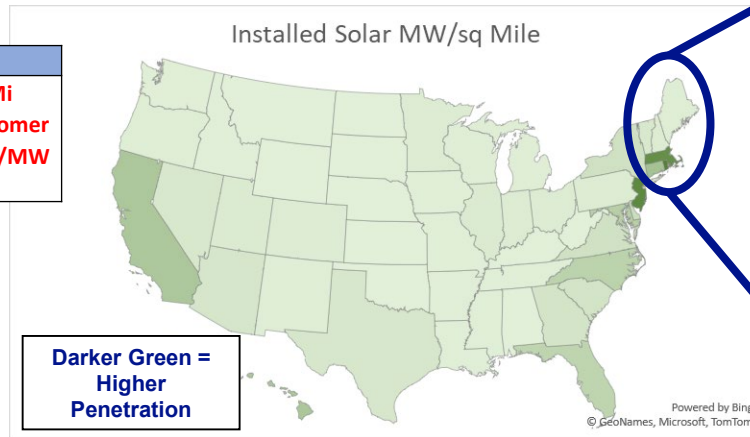 Installed Solar MW/sq Mile
Mi
omer
/MW
Darker Green =
Higher
Penetration
Powered by Bing
© GeoNames, Microsoft, TomTom